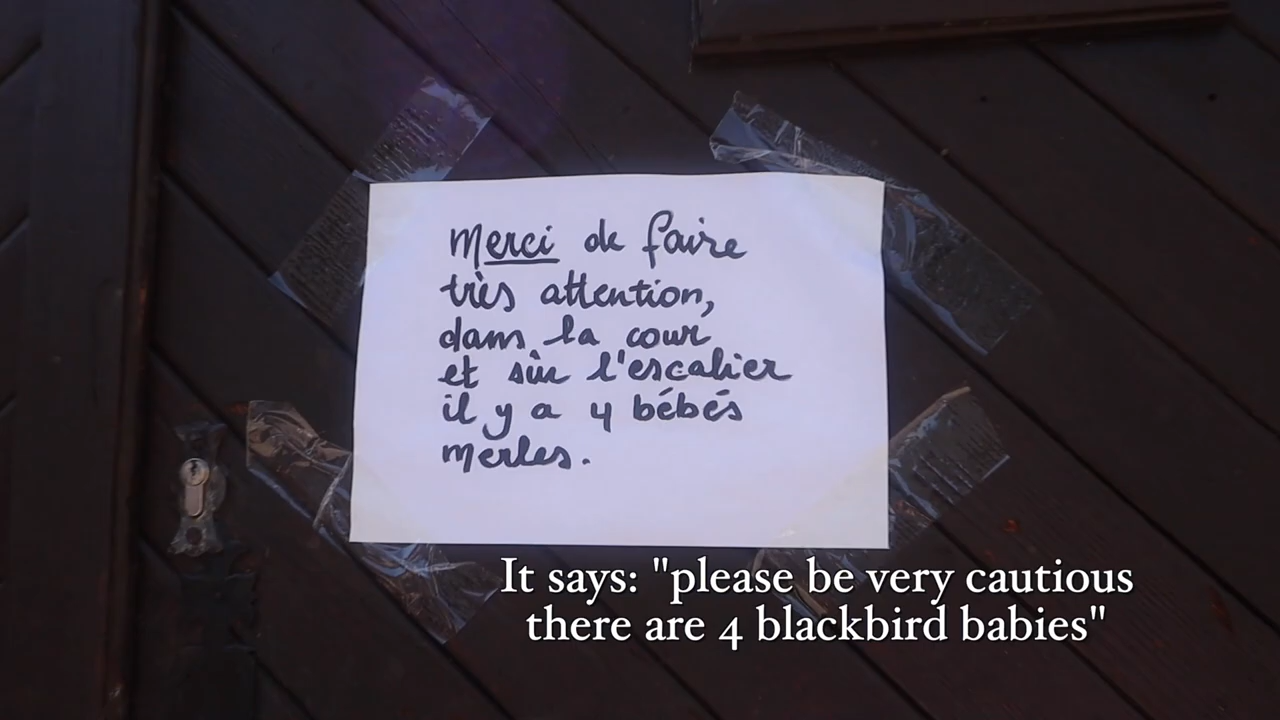 Merci de faire
très attention,
dans la cour
et sur l'escalier
il y a 4 bébés
merles.
It says: "please be very cautious
there are 4 blackbird babies"